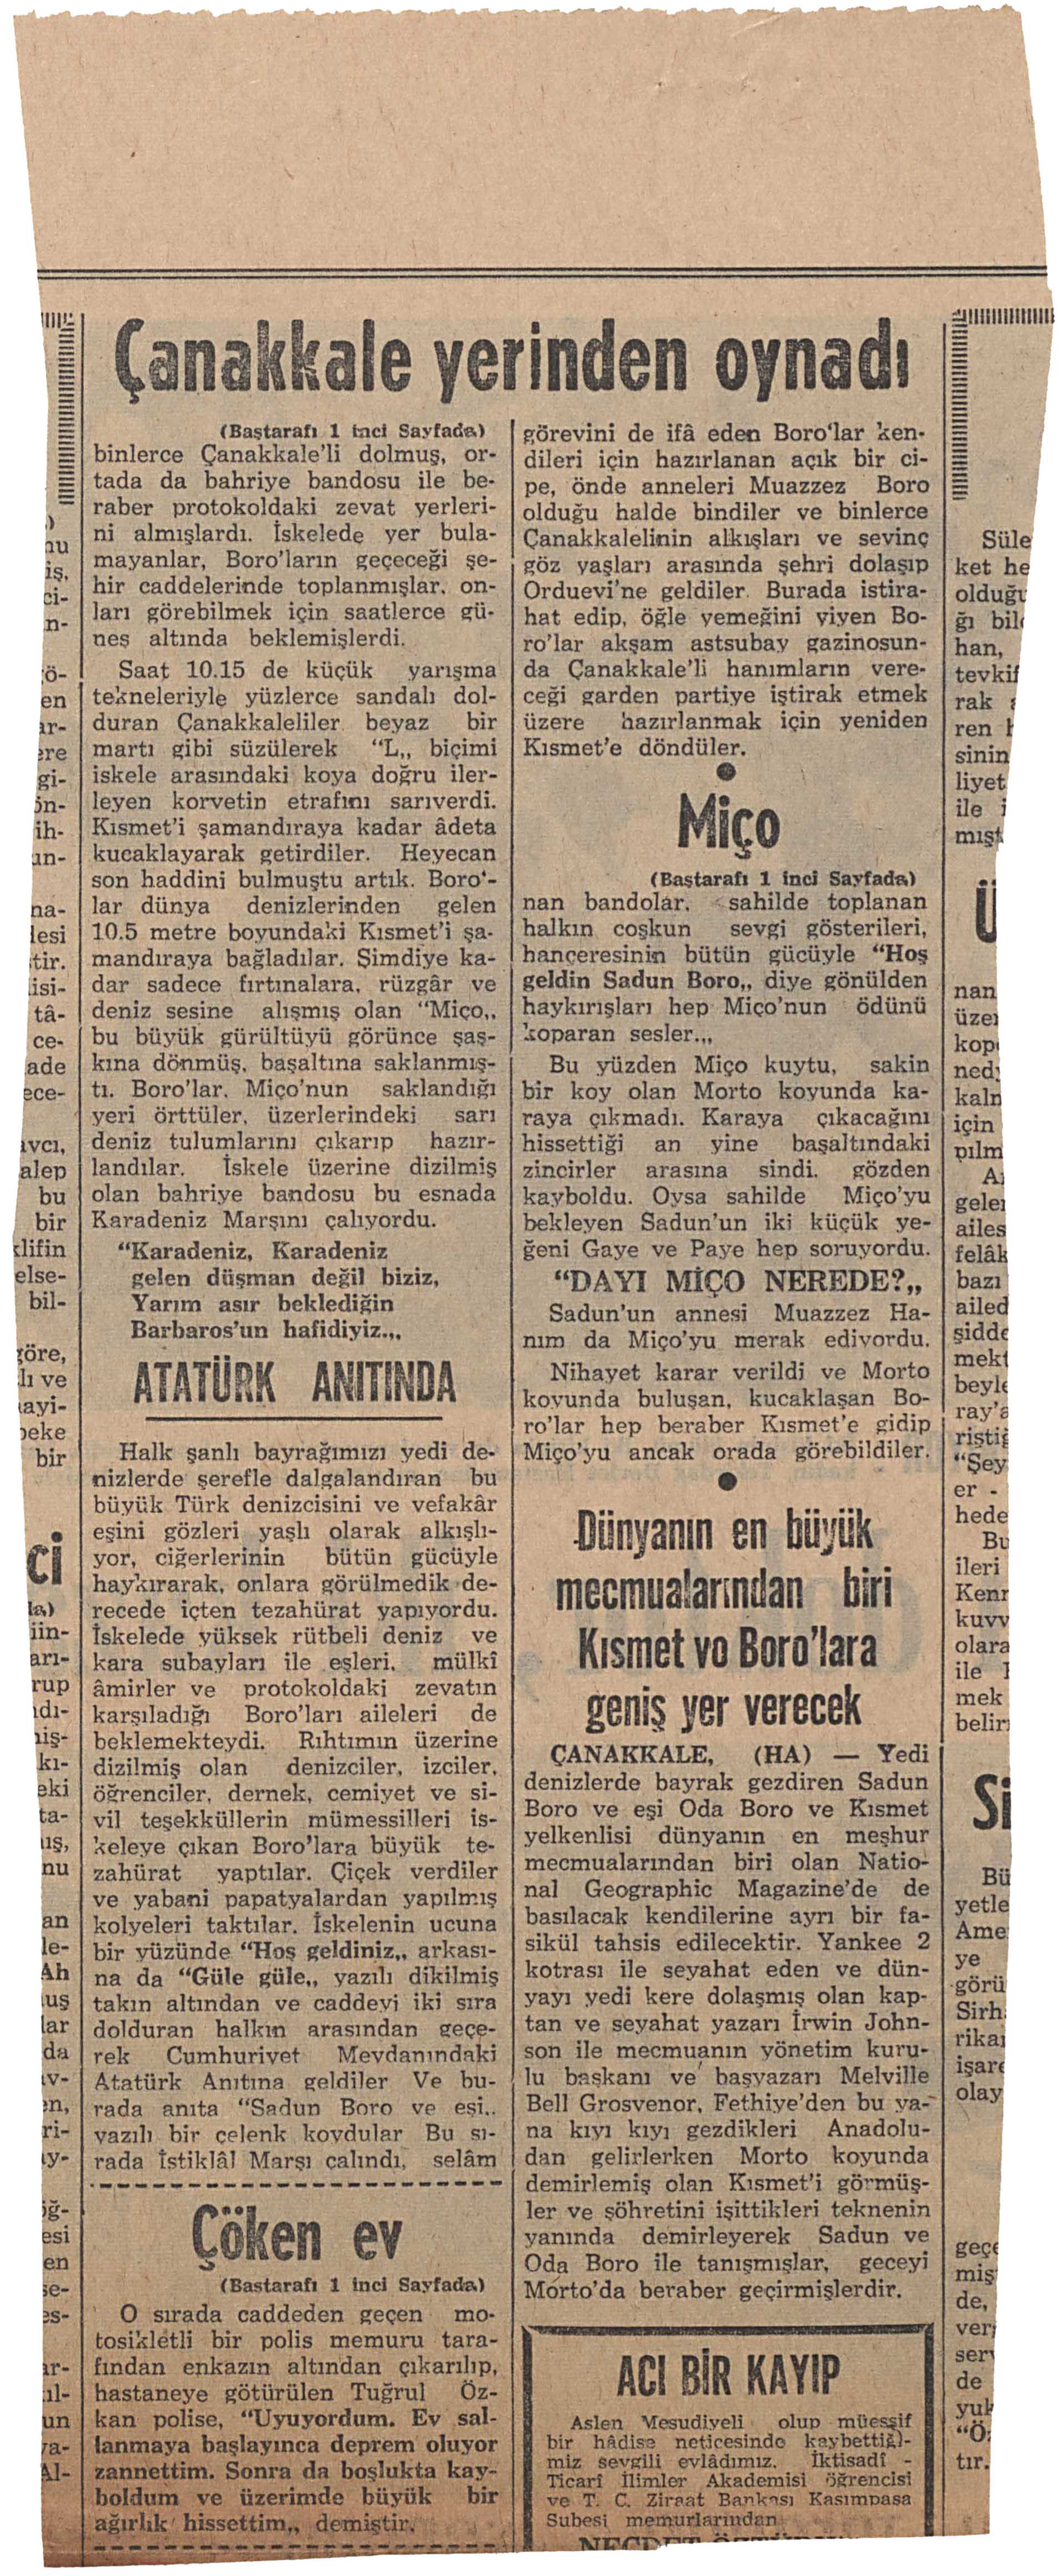 Çanakkale yerinden oynadı
(Baştarafı 1 inci Sayfada)
binlerce Çanakkale'li dolmuş, or-
tada da bahriye bandosu ile be-
raber protokoldaki zevat yerleri-
ni almışlardı. İskelede yer bula-
mayanlar, Boro'ların geçeceği şe-
hir caddelerinde toplanmışlar, on-
ları görebilmek için saatlerce gü-
neş altında beklemişlerdi.
Saat 10.15 de küçük yarışma
tekneleriyle yüzlerce sandalı dol-
duran Çanakkaleliler beyaz bir
martı gibi süzülerek "L„ biçimi
iskele arasındaki koya doğru iler-
leyen korvetin etrafını sarıverdi.
Kısmet'i şamandıraya kadar âdeta
kucaklayarak getirdiler. Heyecan
son haddini bulmuştu artık. Boro'-
lar dünya denizlerinden gelen
10.5 metre boyundaki Kısmet'i şa-
mandıraya bağladılar. Şimdiye ka-
dar sadece fırtınalara, rüzgâr ve
deniz sesine alışmış olan "Miço„
bu büyük gürültüyü görünce şaş-
kına dönmüş, başaltına saklanmış-
tı. Boro'lar, Miço'nun saklandığı
yeri örttüler, üzerlerindeki sarı
deniz tulumlarını çıkarıp hazır-
landılar. İskele üzerine dizilmiş
olan bahriye bandosu bu esnada
Karadeniz Marşını çalıyordu.
"Karadeniz, Karadeniz
gelen düşman değil biziz,
Yarım asır beklediğin
Barbaros'un hafidiyiz.„
ATATÜRK ANITINDA
Halk şanlı bayrağımızı yedi de-
nizlerde şerefle dalgalandıran bu
büyük Türk denizcisini ve vefakâr
eşini gözleri yaşlı olarak alkışlı-
yor, ciğerlerinin bütün gücüyle
haykırarak, onlara görülmedik de-
recede içten tezahürat yapıyordu.
İskelede yüksek rütbeli deniz ve
kara subayları ile eşleri, mülkî
âmirler ve protokoldaki zevatın
karşıladığı Boro'ları aileleri de
beklemekteydi. Rıhtımın üzerine
dizilmiş olan denizciler, izciler,
öğrenciler, dernek, cemiyet ve si-
vil teşekküllerin mümessilleri is-
keleye çıkan Boro'lara büyük te-
zahürat yaptılar. Çiçek verdiler
ve yabani papatyalardan yapılmış
kolyeleri taktılar. İskelenin ucuna
bir yüzünde "Hoş geldiniz„ arkası-
na da "Güle güle„ yazılı dikilmiş
takın altından ve caddeyi iki sıra
dolduran halkın arasından geçe-
rek Cumhuriyet Meydanındaki
Atatürk Anıtına geldiler Ve bu-
rada anıta "Sadun Boro ve eşi„
yazılı bir çelenk koydular Bu sı-
rada İstiklâl Marşı çalındı, selâm
Çöken ev
(Baştarafı 1 inci Sayfada)
O sırada caddeden geçen mo-
tosikletli bir polis memuru tara-
fından enkazın altından çıkarılıp,
hastaneye götürülen Tuğrul Öz-
kan polise, "Uyuyordum. Ev sal-
lanmaya başlayınca deprem oluyor
zannettim. Sonra da boşlukta kay-
boldum ve üzerimde büyük bir
ağırlık hissettim„ demiştir.
görevini de ifâ eden Boro'lar ken-
dileri için hazırlanan açık bir ci-
pe, önde anneleri Muazzez Boro
olduğu halde bindiler ve binlerce
Çanakkalelinin alkışları ve sevinç
göz yaşları arasında şehri dolaşıp
Orduevi'ne geldiler. Burada istira-
hat edip, öğle yemeğini yiyen Bo-
ro'lar akşam astsubay gazinosun-
da Çanakkale'li hanımların vere-
ceği garden partiye iştirak etmek
üzere hazırlanmak için yeniden
Kısmet'e döndüler.
Miço
(Baştarafı 1 inci Sayfada)
nan bandolar, sahilde toplanan
halkın coşkun sevgi gösterileri,
hançeresinin bütün gücüyle "Hoş
geldin Sadun Boro„ diye gönülden
haykırışları hep Miço'nun ödünü
koparan sesler.„
Bu yüzden Miço kuytu, sakin
bir koy olan Morto koyunda ka-
raya çıkmadı. Karaya çıkacağını
hissettiği an yine başaltındaki
zincirler arasına sindi, gözden
kayboldu. Oysa sahilde Miço'yu
bekleyen Sadun'un iki küçük ye-
ğeni Gaye ve Paye hep soruyordu.
"DAYI MİÇO NEREDE?„
Sadun'un annesi Muazzez Ha-
nım da Miço'yu merak ediyordu.
Nihayet karar verildi ve Morto
koyunda buluşan, kucaklaşan Bo-
ro'lar hep beraber Kısmet'e gidip
Miço'yu ancak orada görebildiler.
Dünyanın en büyük
mecmualarından biri
Kısmet ve Boro'lara
geniş yer verecek
ÇANAKKALE, (HA) — Yedi
denizlerde bayrak gezdiren Sadun
Boro ve eşi Oda Boro ve Kısmet
yelkenlisi dünyanın en meşhur
mecmualarından biri olan Natio-
nal Geographic Magazine'de de
basılacak kendilerine ayrı bir fa-
sikül tahsis edilecektir. Yankee 2
kotrası ile seyahat eden ve dün-
yayı yedi kere dolaşmış olan kap-
tan ve seyahat yazarı İrwin John-
son ile mecmuanın yönetim kuru-
lu başkanı ve başyazarı Melville
Bell Grosvenor, Fethiye'den bu ya-
na kıyı kıyı gezdikleri Anadolu-
dan gelirlerken Morto koyunda
demirlemiş olan Kısmet'i görmüş-
ler ve şöhretini işittikleri teknenin
yanında demirleyerek Sadun ve
Oda Boro ile tanışmışlar, geceyi
Morto'da beraber geçirmişlerdir.
ACI BİR KAYIP
Aslen Mesudiyeli olup müessif
bir hâdise neticesinde kaybettiği-
miz sevgili evlâdımız, İktisadî -
Ticarî İlimler Akademisi öğrencisi
ve T. C. Ziraat Bankası Kasımpaşa
Şubesi memurlarından